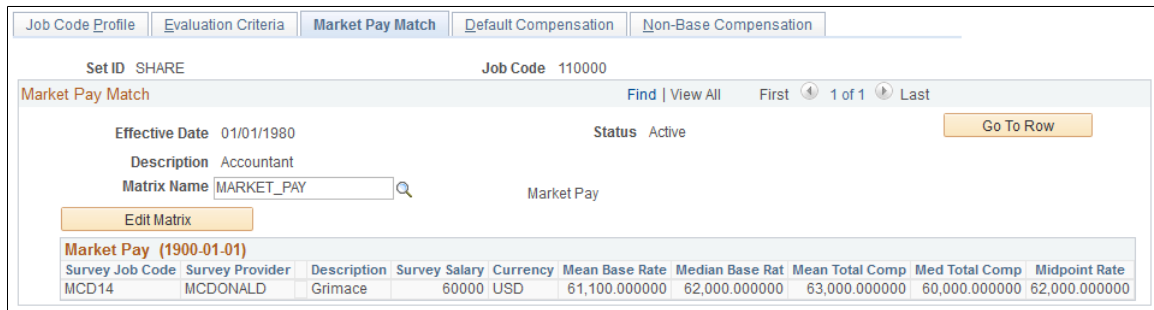 Job Code Profile Evaluation Criteria Market Pay Match Default Compensation Non-Base Compensation
Set ID SHARE Job Code 110000
Market Pay Match Find | View All First 1 of 1 Last
Effective Date 01/01/1980 Status Active Go To Row
Description Accountant
Matrix Name MARKET_PAY Market Pay
Edit Matrix
Market Pay (1900-01-01)
Survey Job Code Survey Provider Description Survey Salary Currency Mean Base Rate Median Base Rat Mean Total Comp Med Total Comp Midpoint Rate
MCD14 MCDONALD Grimace 60000 USD 61,100.000000 62,000.000000 63,000.000000 60,000.000000 62,000.000000